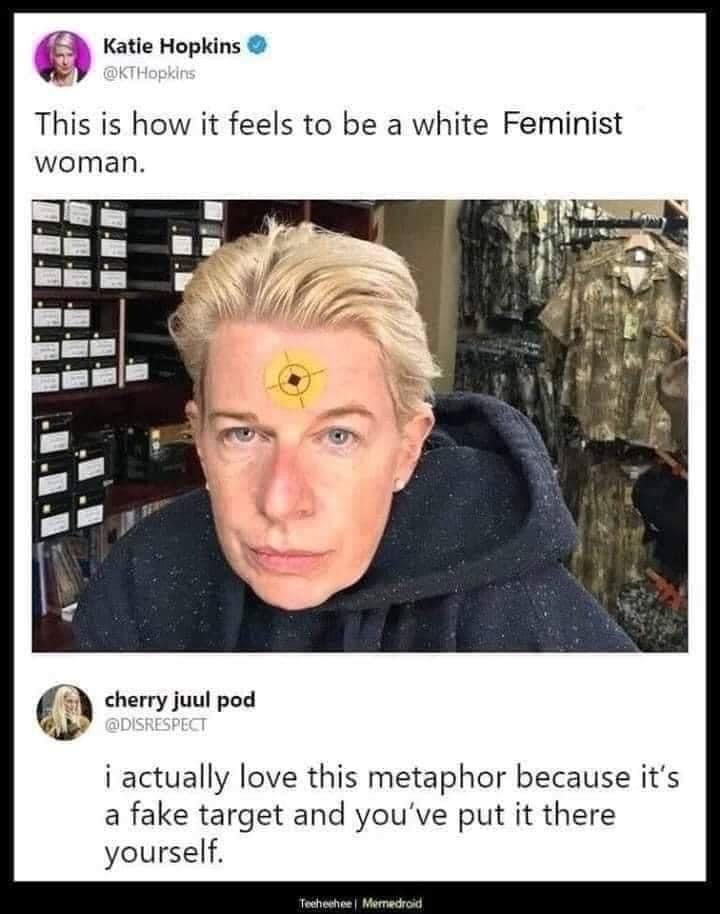 Katie Hopkins
@KTHopkins
This is how it feels to be a white Feminist
woman.
cherry juul pod
@DISRESPECT
i actually love this metaphor because it's
a fake target and you've put it there
yourself.
Teeheehee | Memedroid